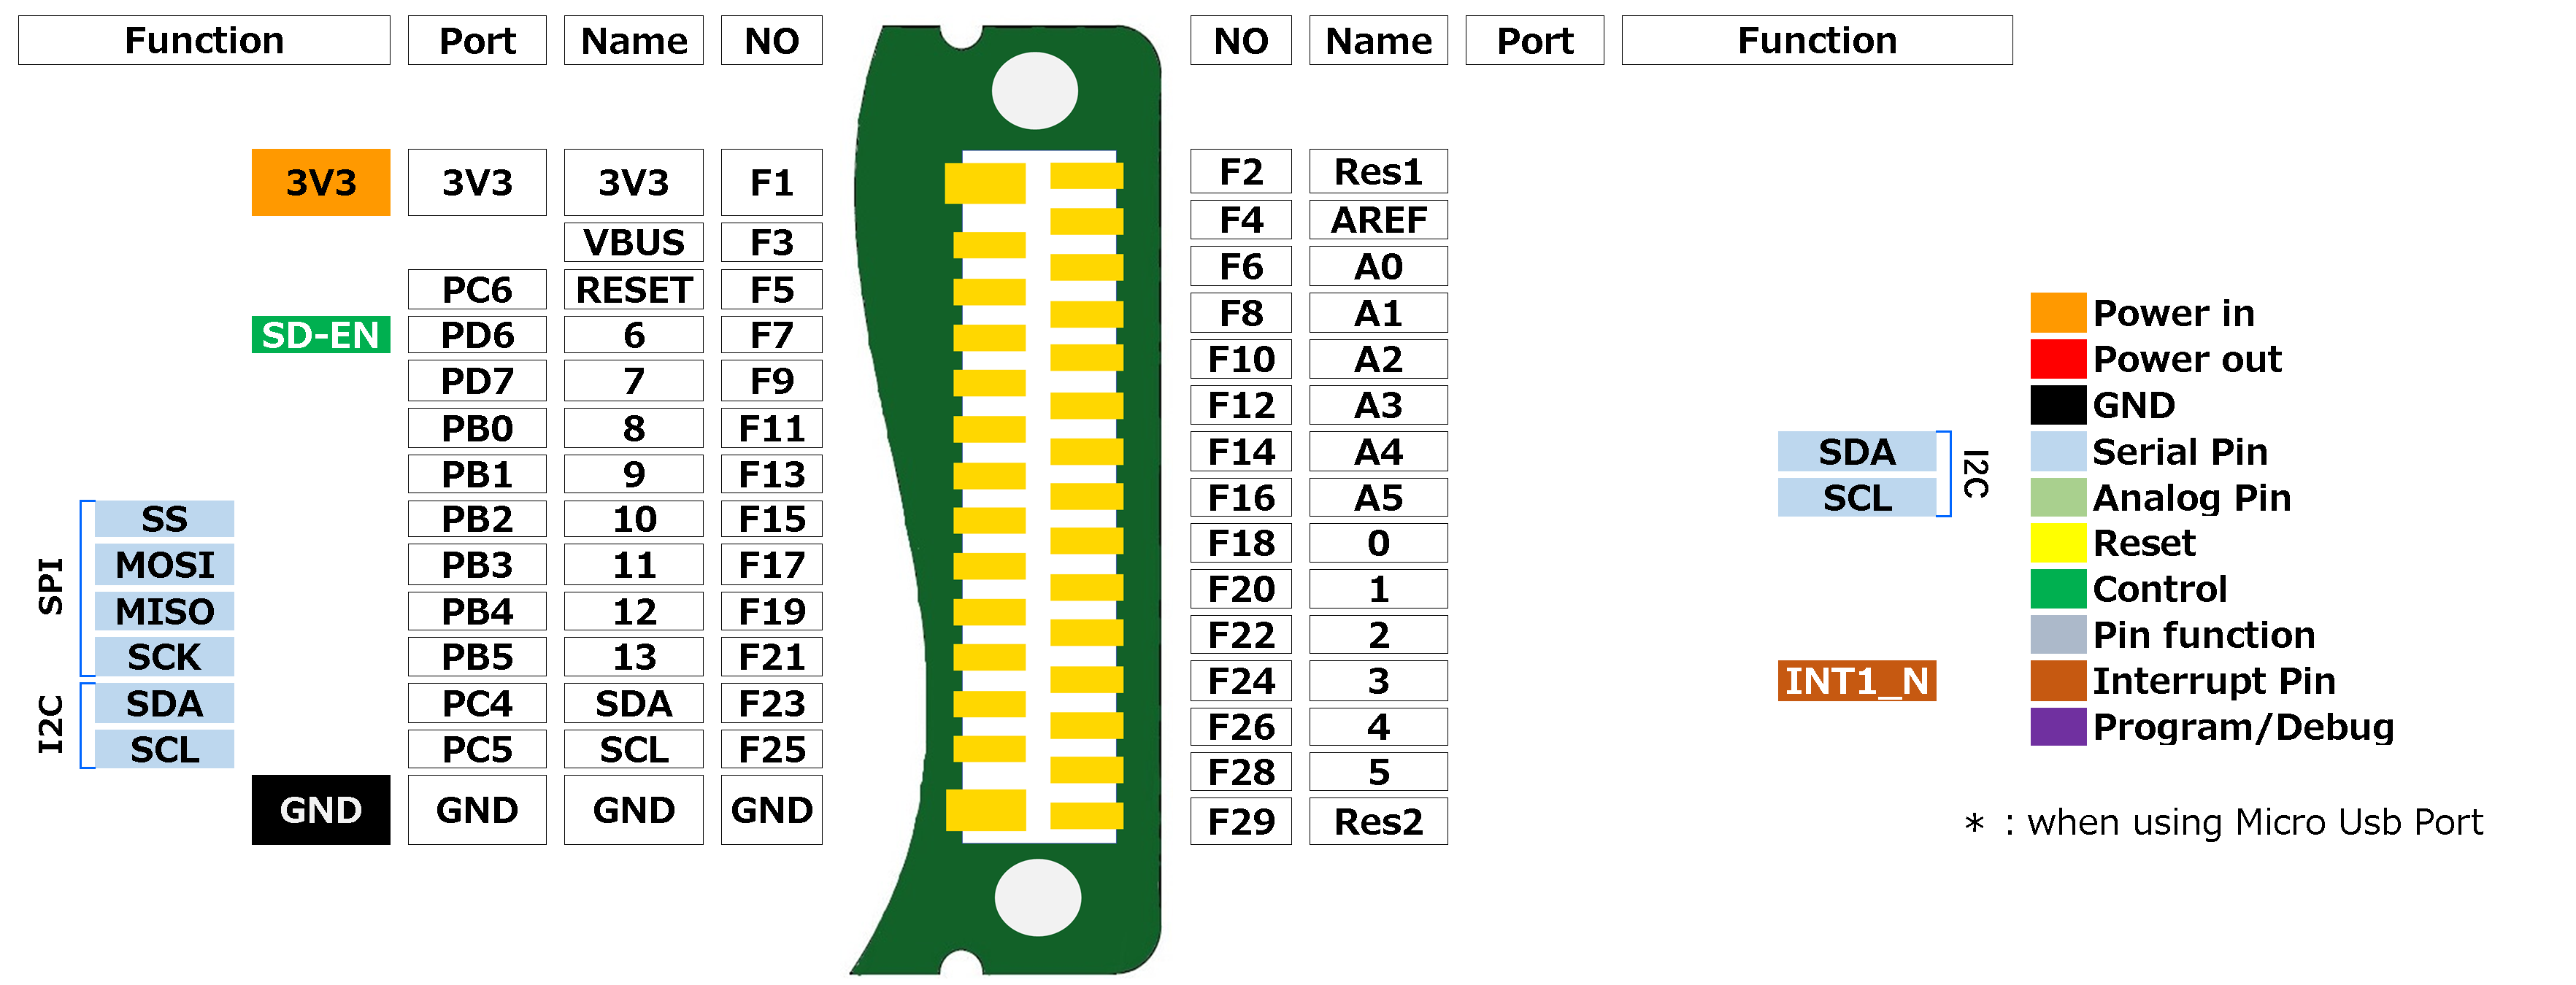 Function Port Name NO NO Name Port Function
3V3 3V3 3V3 F1 F2 Res1
VBUS F3 F4 AREF
PC6 RESET F5 F6 A0
SD-EN PD6 6 F7 F8 A1 Power in
PD7 7 F9 F10 A2 Power out
PB0 8 F11 F12 A3 GND
PB1 9 F13 F14 A4 SDA Serial Pin
SS PB2 10 F15 F16 A5 SCL I2C Analog Pin
SPI MOSI PB3 11 F17 F18 0 Reset
MISO PB4 12 F19 F20 1 Control
SCK PB5 13 F21 F22 2 Pin function
I2C SDA PC4 SDA F23 F24 3 INT1_N Interrupt Pin
SCL PC5 SCL F25 F26 4 Program/Debug
F28 5
GND GND GND GND F29 Res2
* : when using Micro Usb Port